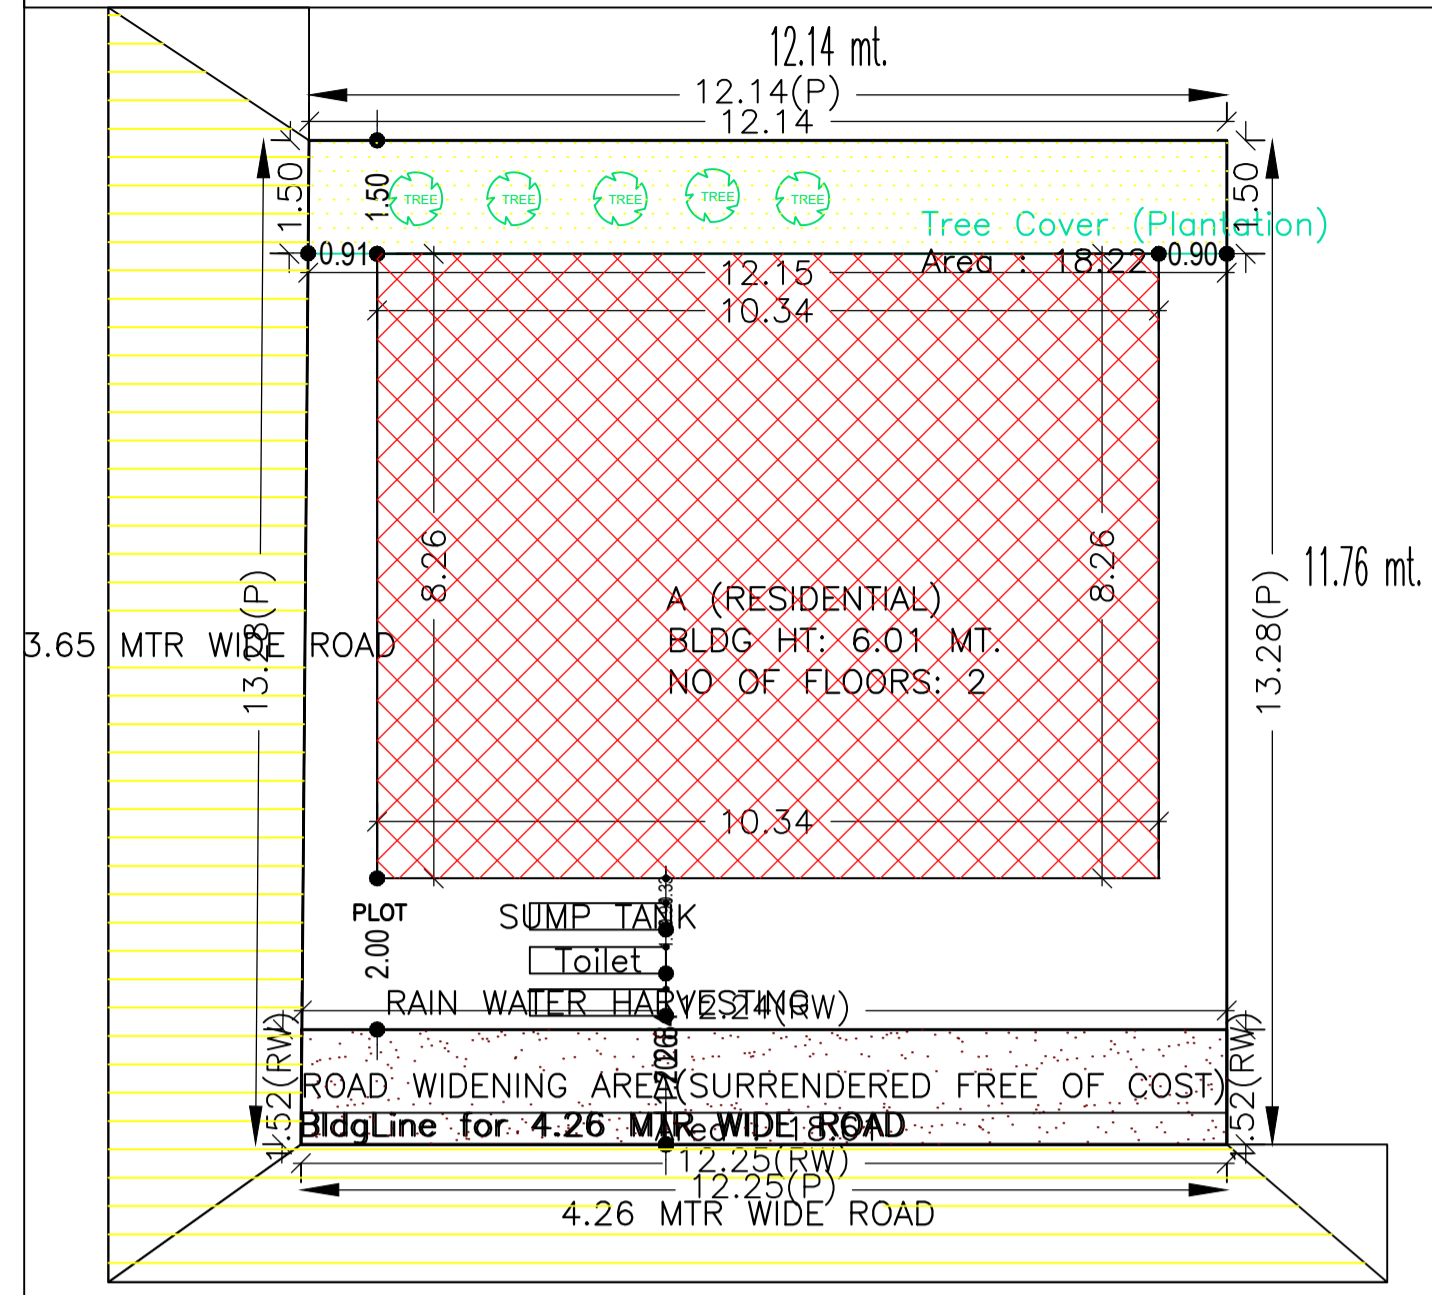 12.14 mt.
12.14(P)
12.14
1.50
1.50
TREE
TREE
TREE
TREE
TREE
1.50
Tree Cover (Plantation)
0.91
Area : 18.22
0.90
12.15
10.34
8.26
8.26
11.76 mt.
A (RESIDENTIAL)
BLDG HT: 6.01 MT.
NO OF FLOORS: 2
3.65 MTR WIDE ROAD
13.28(P)
13.28(P)
10.34
PLOT
2.00
SUMP TANK
Toilet
RAIN WATER HARVESTING
12.24(RW)
1.52(RW)
1.52(RW)
ROAD WIDENING AREA(SURRENDERED FREE OF COST)
BldgLine for 4.26 MTR WIDE ROAD
12.25(RW)
12.25(P)
4.26 MTR WIDE ROAD